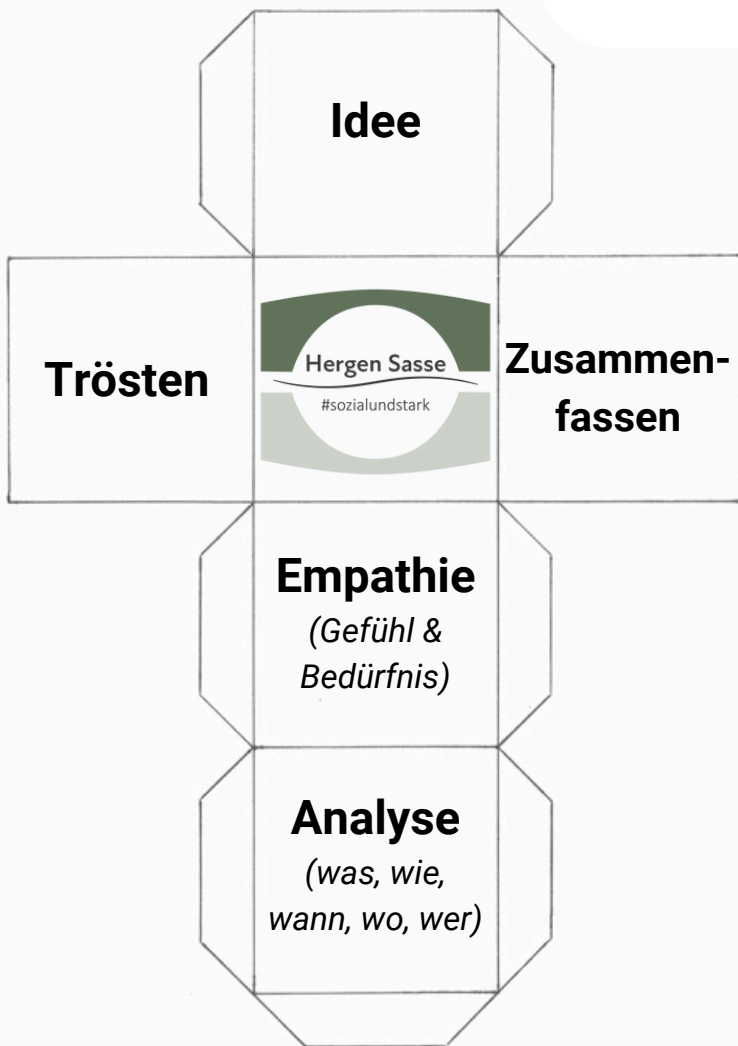 Idee
Trösten
Hergen Sasse
#sozialundstark
Zusammen-
fassen
Empathie
(Gefühl &
Bedürfnis)
Analyse
(was, wie,
wann, wo, wer)